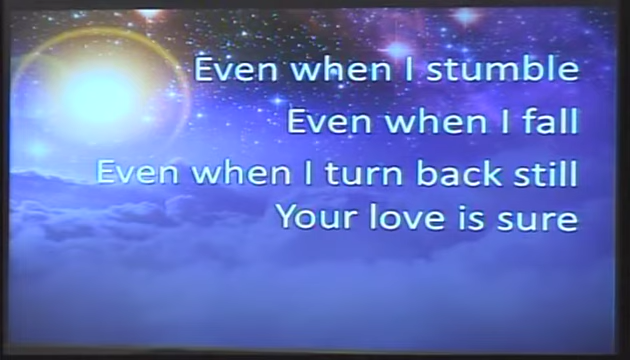 Even when I stumble
Even when I fall
Even when I turn back still
Your love is sure